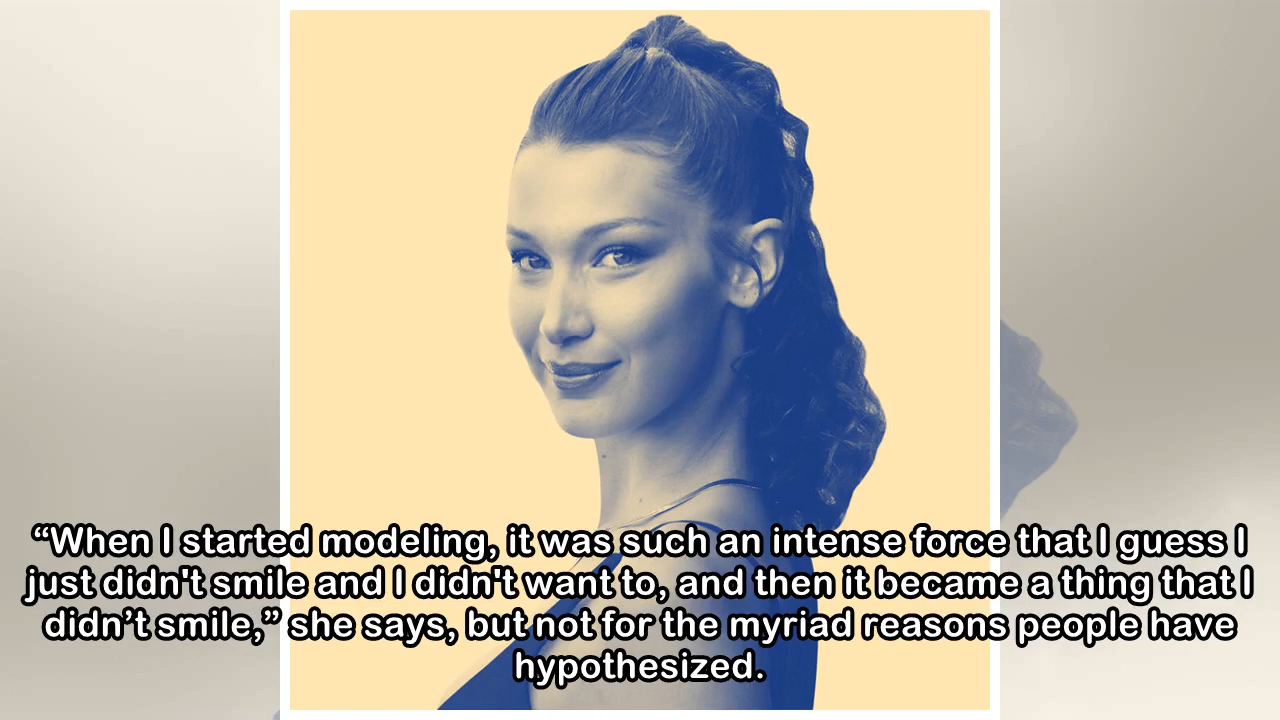 “When I started modeling, it was such an intense force that I guess I
just didn't smile and I didn't want to, and then it became a thing that I
didn’t smile,” she says, but not for the myriad reasons people have
hypothesized.